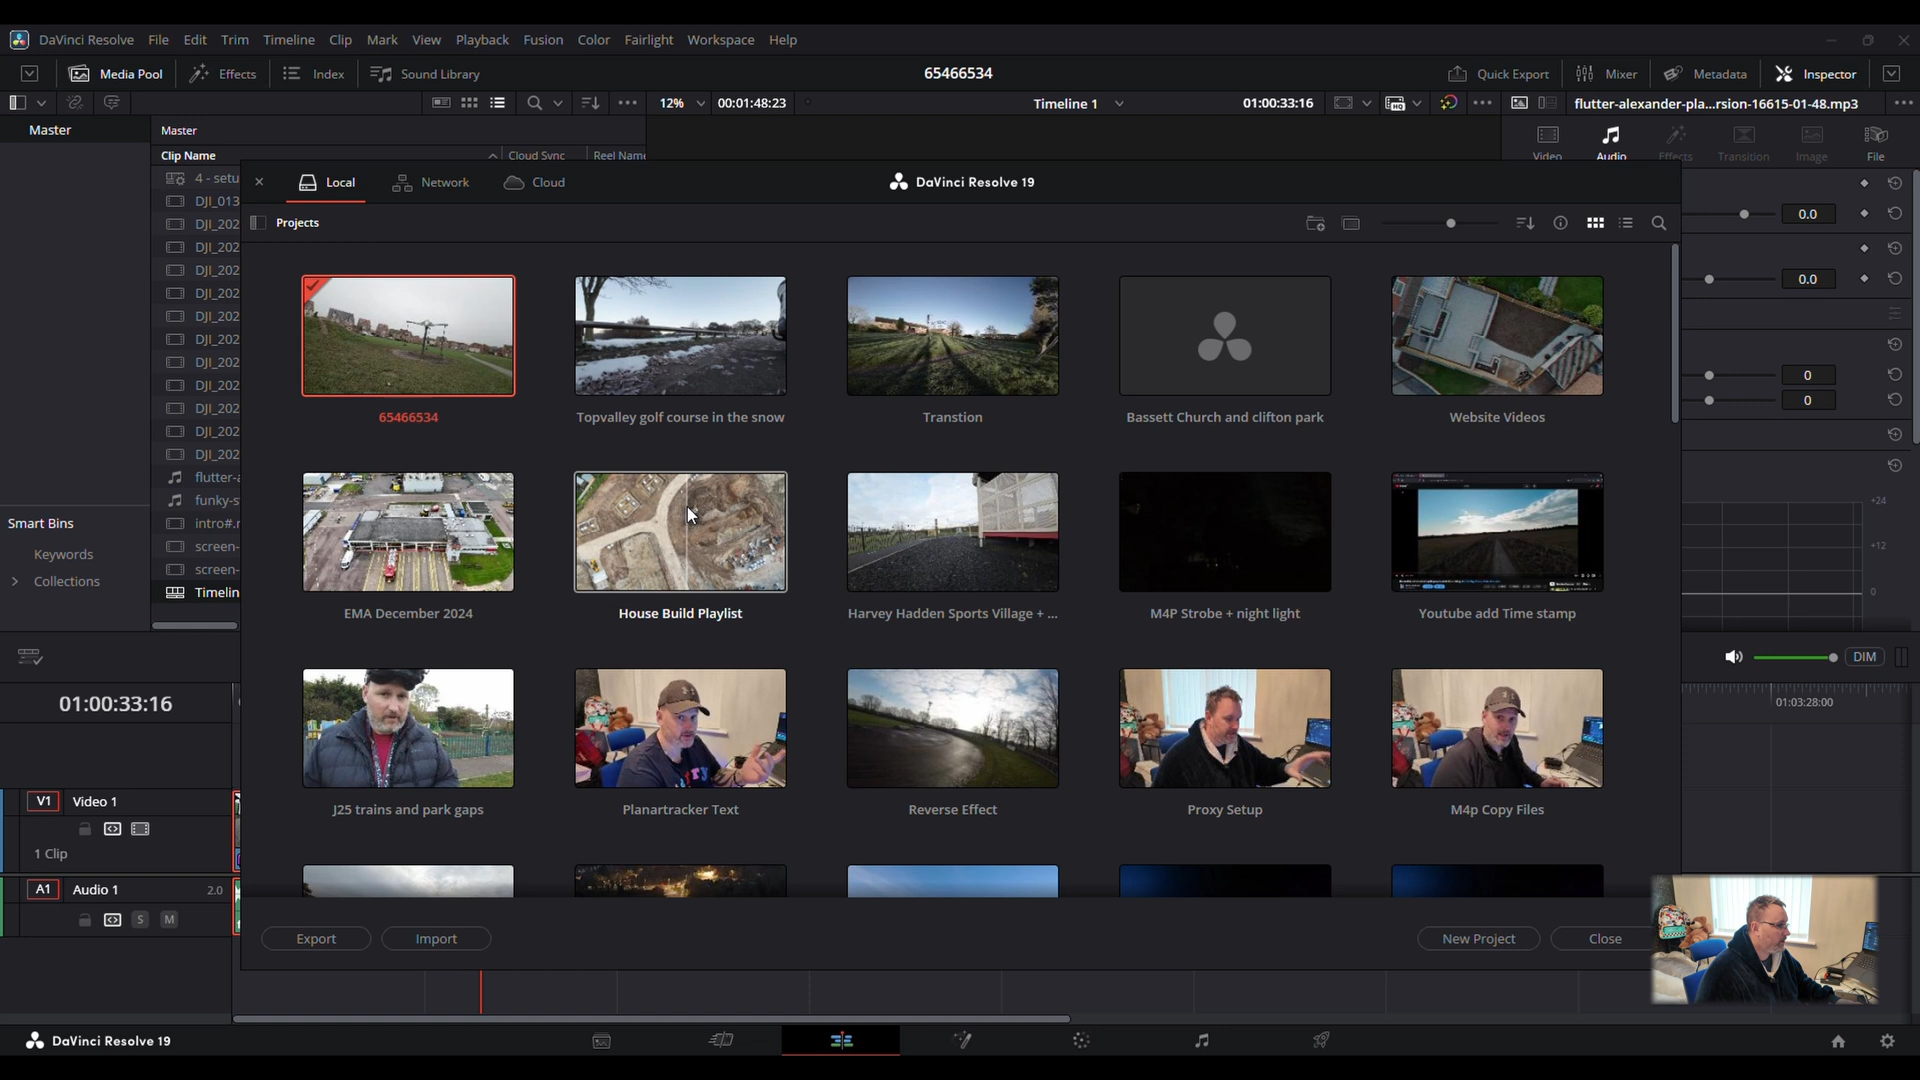 DaVinci Resolve File Edit Trim Timeline Clip Mark View Playback Fusion Color Fairlight Workspace Help
Media Pool Effects Index Sound Library 65466534 Quick Export Mixer Metadata Inspector
12% 00:01:48:23 Timeline 1 01:00:33:16 flutter-alexander-pla...rsion-16615-01-48.mp3
Master Master
Video Audio Effects Transition Image File
Clip Name Cloud Sync Reel Name
4 - setu
DJI_013
DJI_202
DJI_202
DJI_202
DJI_202
DJI_202
DJI_202
DJI_202
DJI_202
DJI_202
DJI_202
DJI_202
flutter-a
funky-s
intro#.
screen-
screen-
Timelin
Smart Bins
Keywords
Collections
Local Network Cloud DaVinci Resolve 19
Projects
65466534 Topvalley golf course in the snow Transtion Bassett Church and clifton park Website Videos
EMA December 2024 House Build Playlist Harvey Hadden Sports Village + ... M4P Strobe + night light Youtube add Time stamp
J25 trains and park gaps Planartracker Text Reverse Effect Proxy Setup M4p Copy Files
Export Import New Project Close
0.0
0.0
0
0
+24
+12
0
DIM
01:00:33:16 01:03:28:00
V1 Video 1
1 Clip
A1 Audio 1 2.0
S M
DaVinci Resolve 19